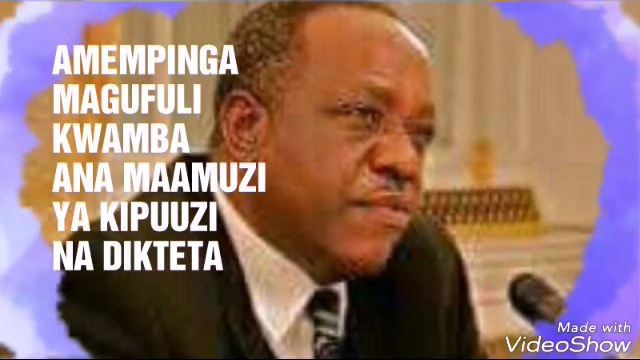 AMEMPINGA
MAGUFULI
KWAMBA
ANA MAAMUZI
YA KIPUUZI
NA DIKTETA
Made with
VideoShow